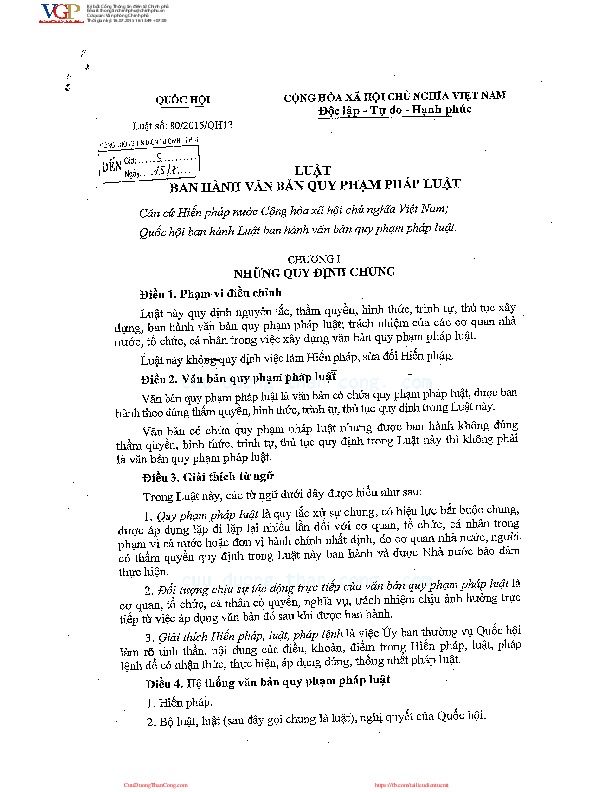 VGP
Ký bởi: Cổng Thông tin điện tử Chính phủ
Email: thongtinchinhphu@chinhphu.vn
Cơ quan: Văn phòng Chính phủ
QUỐC HỘI
CỘNG HÒA XÃ HỘI CHỦ NGHĨA VIỆT NAM
Độc lập - Tự do - Hạnh phúc
Luật số: 80/2015/QH13
ĐẾN
Giờ:
Ngày:
LUẬT
BAN HÀNH VĂN BẢN QUY PHẠM PHÁP LUẬT
Căn cứ Hiến pháp nước Cộng hòa xã hội chủ nghĩa Việt Nam;
Quốc hội ban hành Luật ban hành văn bản quy phạm pháp luật.
CHƯƠNG I
NHỮNG QUY ĐỊNH CHUNG
Điều 1. Phạm vi điều chỉnh
Luật này quy định nguyên tắc, thẩm quyền, hình thức, trình tự, thủ tục xây
dựng, ban hành văn bản quy phạm pháp luật; trách nhiệm của các cơ quan nhà
nước, tổ chức, cá nhân trong việc xây dựng văn bản quy phạm pháp luật.
Luật này không quy định việc làm Hiến pháp, sửa đổi Hiến pháp.
Điều 2. Văn bản quy phạm pháp luật
Văn bản quy phạm pháp luật là văn bản có chứa quy phạm pháp luật, được ban
hành theo đúng thẩm quyền, hình thức, trình tự, thủ tục quy định trong Luật này.
Văn bản có chứa quy phạm pháp luật nhưng được ban hành không đúng
thẩm quyền, hình thức, trình tự, thủ tục quy định trong Luật này thì không phải
là văn bản quy phạm pháp luật.
Điều 3. Giải thích từ ngữ
Trong Luật này, các từ ngữ dưới đây được hiểu như sau:
1. Quy phạm pháp luật là quy tắc xử sự chung, có hiệu lực bắt buộc chung,
được áp dụng lặp đi lặp lại nhiều lần đối với cơ quan, tổ chức, cá nhân trong
phạm vi cả nước hoặc đơn vị hành chính nhất định, do cơ quan nhà nước, người
có thẩm quyền quy định trong Luật này ban hành và được Nhà nước bảo đảm
thực hiện.
cuu duong than cong. com
2. Đối tượng chịu sự tác động trực tiếp của văn bản quy phạm pháp luật là
cơ quan, tổ chức, cá nhân có quyền, nghĩa vụ, trách nhiệm chịu ảnh hưởng trực
tiếp từ việc áp dụng văn bản đó sau khi được ban hành.
3. Giải thích Hiến pháp, luật, pháp lệnh là việc Ủy ban thường vụ Quốc hội
làm rõ tinh thần, nội dung của điều, khoản, điểm trong Hiến pháp, luật, pháp
lệnh để có nhận thức, thực hiện, áp dụng đúng, thống nhất pháp luật.
Điều 4. Hệ thống văn bản quy phạm pháp luật
1. Hiến pháp.
2. Bộ luật, luật (sau đây gọi chung là luật), nghị quyết của Quốc hội.
CuuDuongThanCong.com
https://fb.com/tailieudientucntt